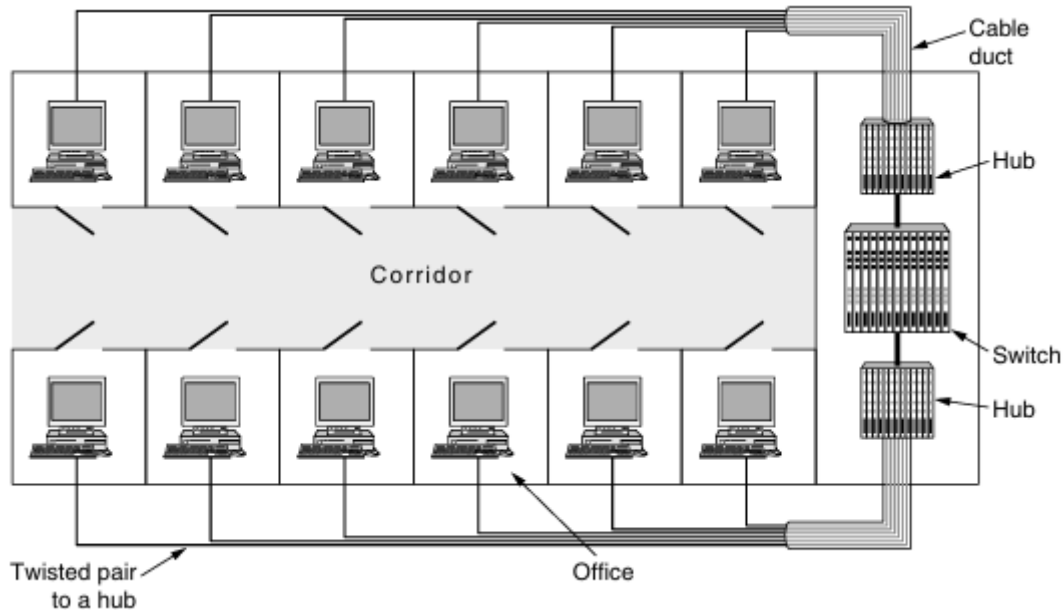 Cable
duct
Hub
Corridor
Switch
Hub
Twisted pair
to a hub
Office